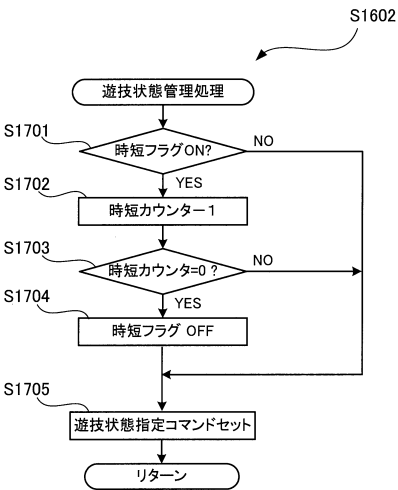 S1602
遊技状態管理処理
S1701
時短フラグON?
NO
YES
S1702
時短カウンタ－1
S1703
時短カウンタ=0 ?
NO
YES
S1704
時短フラグ OFF
S1705
遊技状態指定コマンドセット
リターン